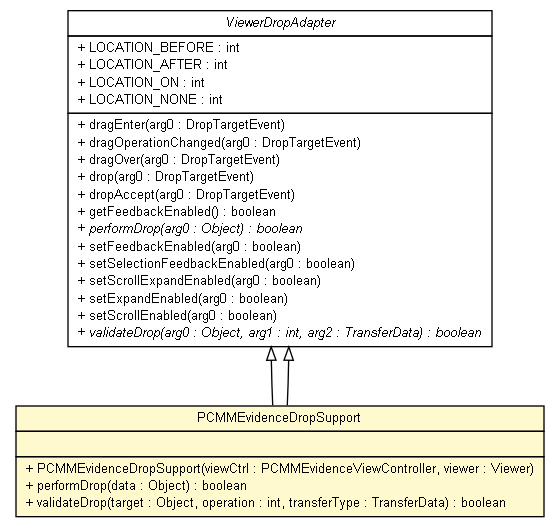 ViewerDropAdapter
+ LOCATION_BEFORE : int
+ LOCATION_AFTER : int
+ LOCATION_ON : int
+ LOCATION_NONE : int
+ dragEnter(arg0 : DropTargetEvent)
+ dragOperationChanged(arg0 : DropTargetEvent)
+ dragOver(arg0 : DropTargetEvent)
+ drop(arg0 : DropTargetEvent)
+ dropAccept(arg0 : DropTargetEvent)
+ getFeedbackEnabled() : boolean
+ performDrop(arg0 : Object) : boolean
+ setFeedbackEnabled(arg0 : boolean)
+ setSelectionFeedbackEnabled(arg0 : boolean)
+ setScrollExpandEnabled(arg0 : boolean)
+ setExpandEnabled(arg0 : boolean)
+ setScrollEnabled(arg0 : boolean)
+ validateDrop(arg0 : Object, arg1 : int, arg2 : TransferData) : boolean
PCMMEvidenceDropSupport
+ PCMMEvidenceDropSupport(viewCtrl : PCMMEvidenceViewController, viewer : Viewer)
+ performDrop(data : Object) : boolean
+ validateDrop(target : Object, operation : int, transferType : TransferData) : boolean